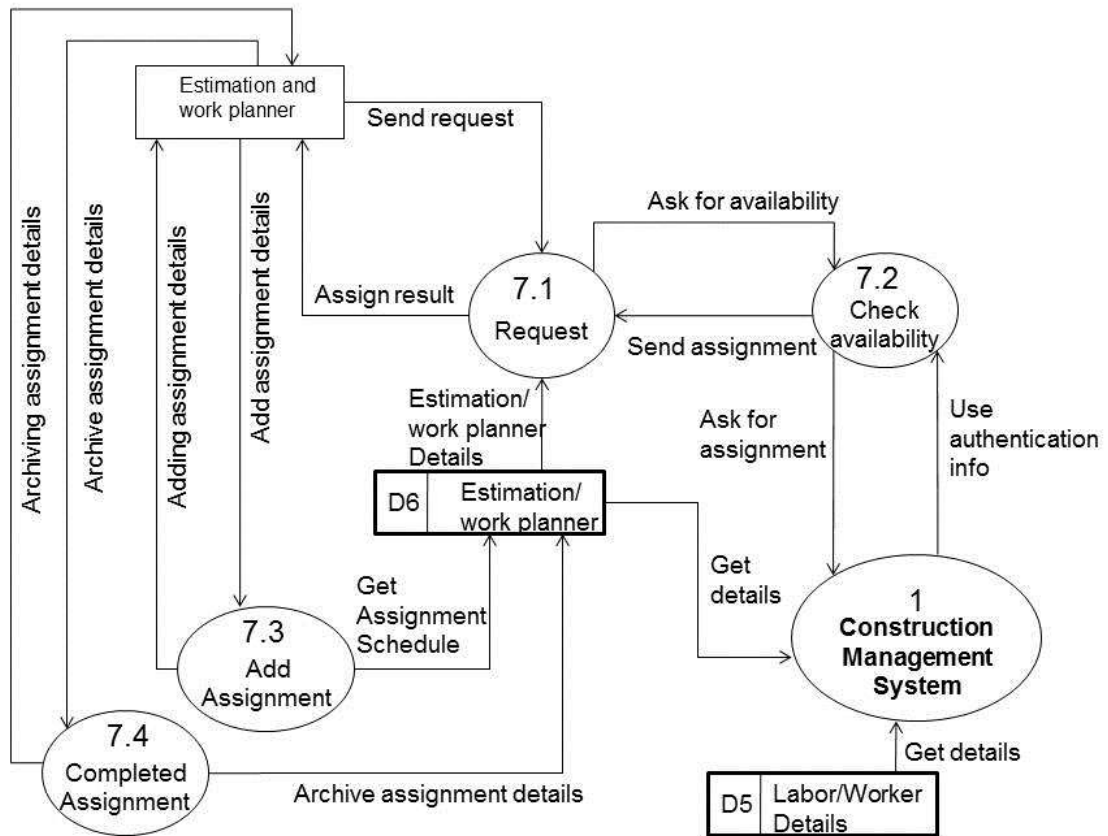 Estimation and
work planner
Send request
Ask for availability
Archiving assignment details
Archive assignment details
Adding assignment details
Add assignment details
Assign result
7.1
Request
7.2
Check
availability
Send assignment
Estimation/
work planner
Details
Ask for
assignment
Use
authentication
info
D6
Estimation/
work planner
Get
details
Get
Assignment
Schedule
7.3
Add
Assignment
1
Construction
Management
System
7.4
Completed
Assignment
Archive assignment details
Get details
D5
Labor/Worker
Details